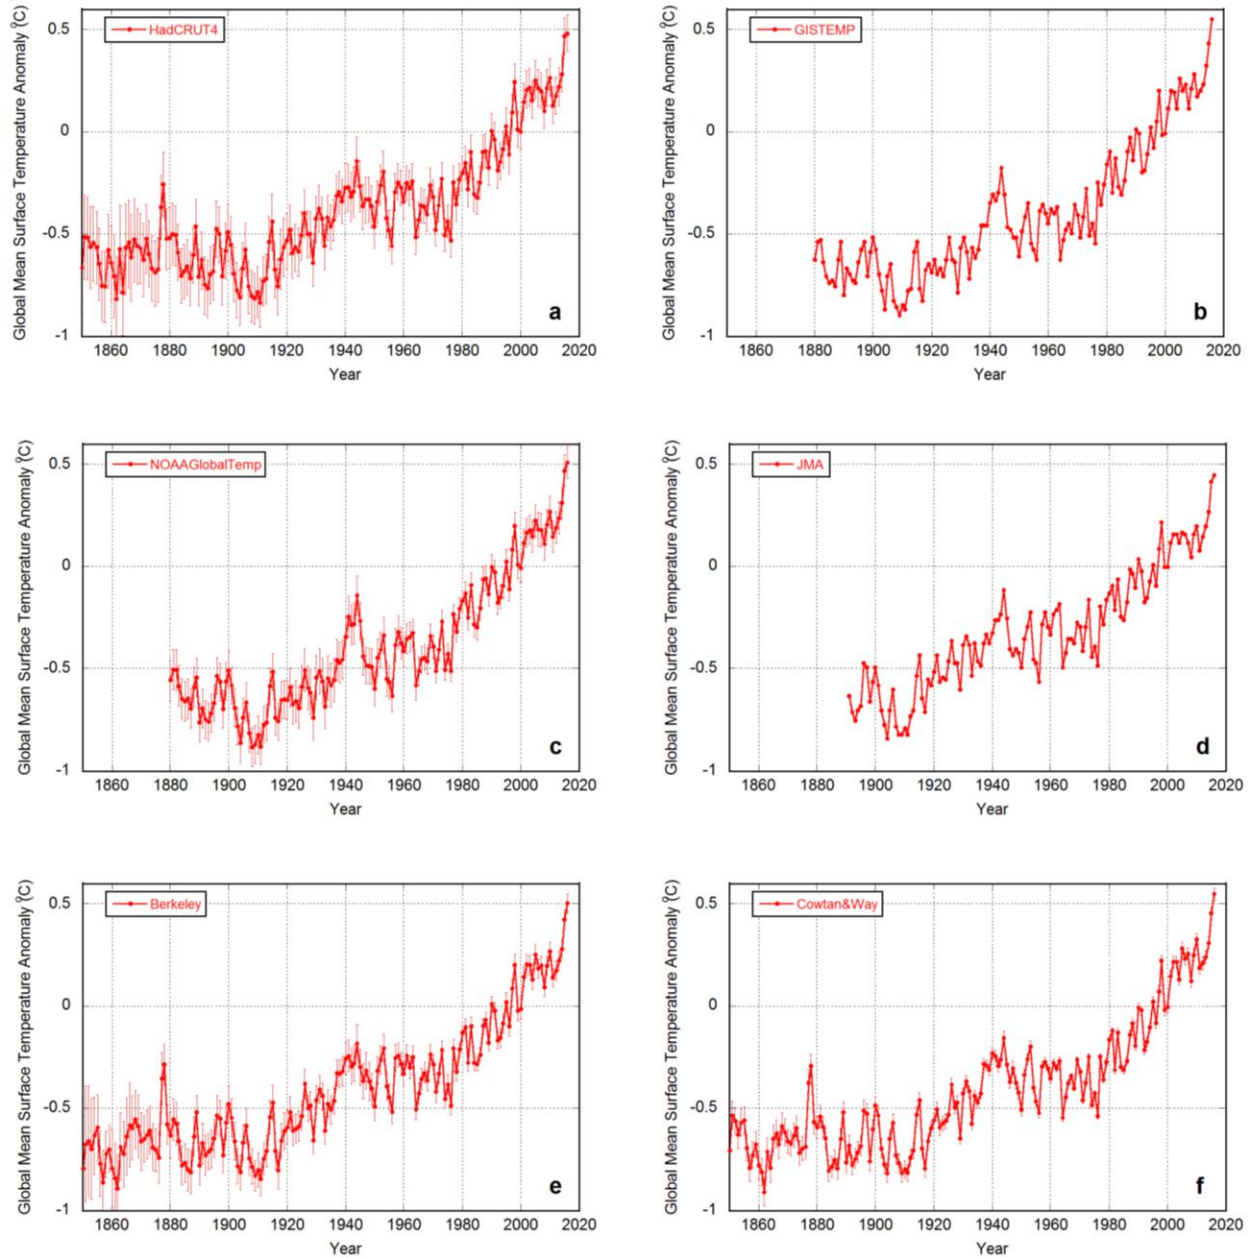 Global Mean Surface Temperature Anomaly (°C)
HadCRUT4
0.5
0
-0.5
-1
a
1860 1880 1900 1920 1940 1960 1980 2000 2020
Year
Global Mean Surface Temperature Anomaly (°C)
GISTEMP
0.5
0
-0.5
-1
b
1860 1880 1900 1920 1940 1960 1980 2000 2020
Year
Global Mean Surface Temperature Anomaly (°C)
NOAAGlobalTemp
0.5
0
-0.5
-1
c
1860 1880 1900 1920 1940 1960 1980 2000 2020
Year
Global Mean Surface Temperature Anomaly (°C)
JMA
0.5
0
-0.5
-1
d
1860 1880 1900 1920 1940 1960 1980 2000 2020
Year
Global Mean Surface Temperature Anomaly (°C)
Berkeley
0.5
0
-0.5
-1
e
1860 1880 1900 1920 1940 1960 1980 2000 2020
Year
Global Mean Surface Temperature Anomaly (°C)
Cowtan&Way
0.5
0
-0.5
-1
f
1860 1880 1900 1920 1940 1960 1980 2000 2020
Year